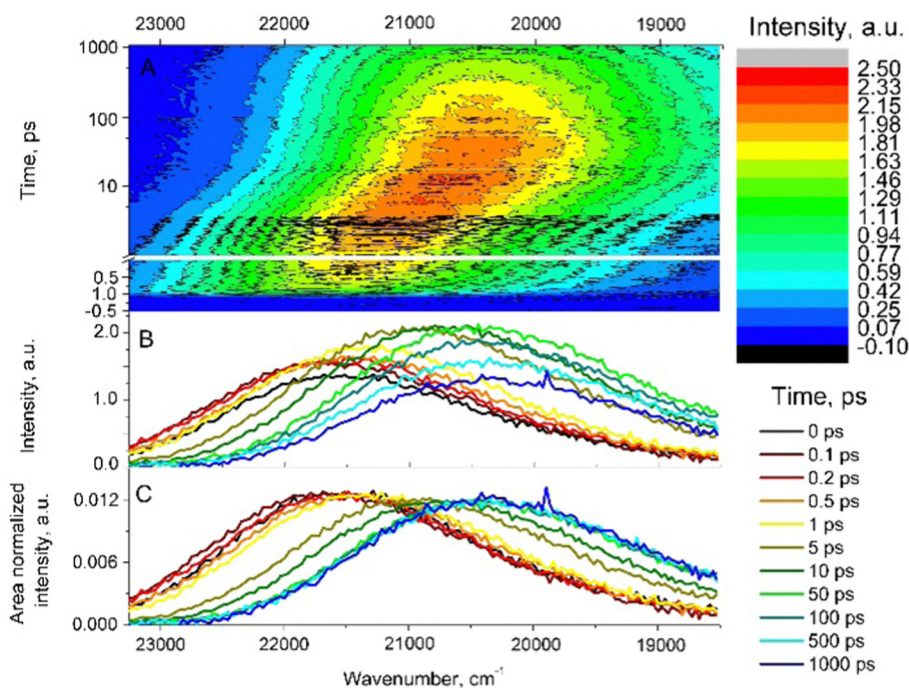 23000 22000 21000 20000 19000
Intensity, a.u.
1000
A
100
10
Time, ps
0.5
1.0
-0.5
2.50
2.33
2.15
1.98
1.81
1.63
1.46
1.29
1.11
0.94
0.77
0.59
0.42
0.25
0.07
-0.10
B
2.0
1.0
0.0
Intensity, a.u.
C
0.012
0.006
0.000
Area normalized
intensity, a.u.
23000 22000 21000 20000 19000
Wavenumber, cm⁻¹
Time, ps
0 ps
0.1 ps
0.2 ps
0.5 ps
1 ps
5 ps
10 ps
50 ps
100 ps
500 ps
1000 ps